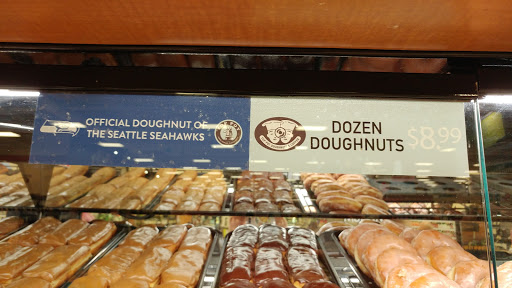 OFFICIAL DOUGHNUT OF
THE SEATTLE SEAHAWKS
DOZEN
DOUGHNUTS $8.99